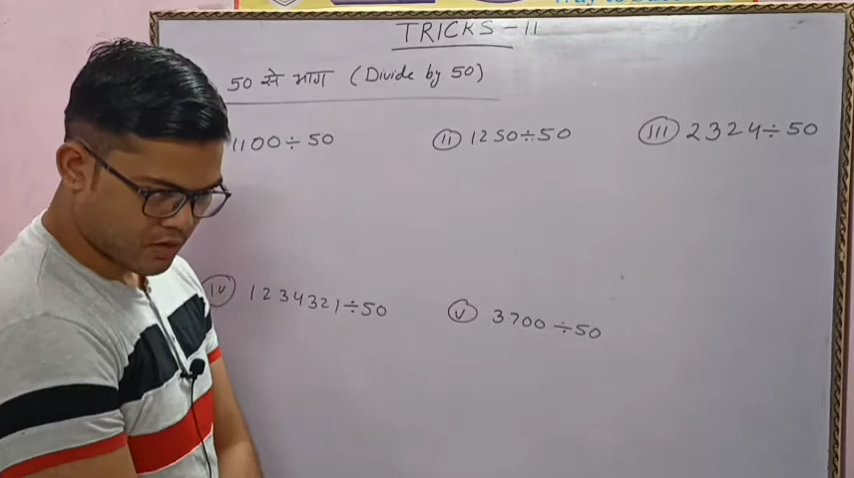 TRICKS-11
50 से भाग (Divide by 50)
1100÷50
(II) 1250÷50
(III) 2324÷50
(IV) 1234321÷50
(V) 3700÷50